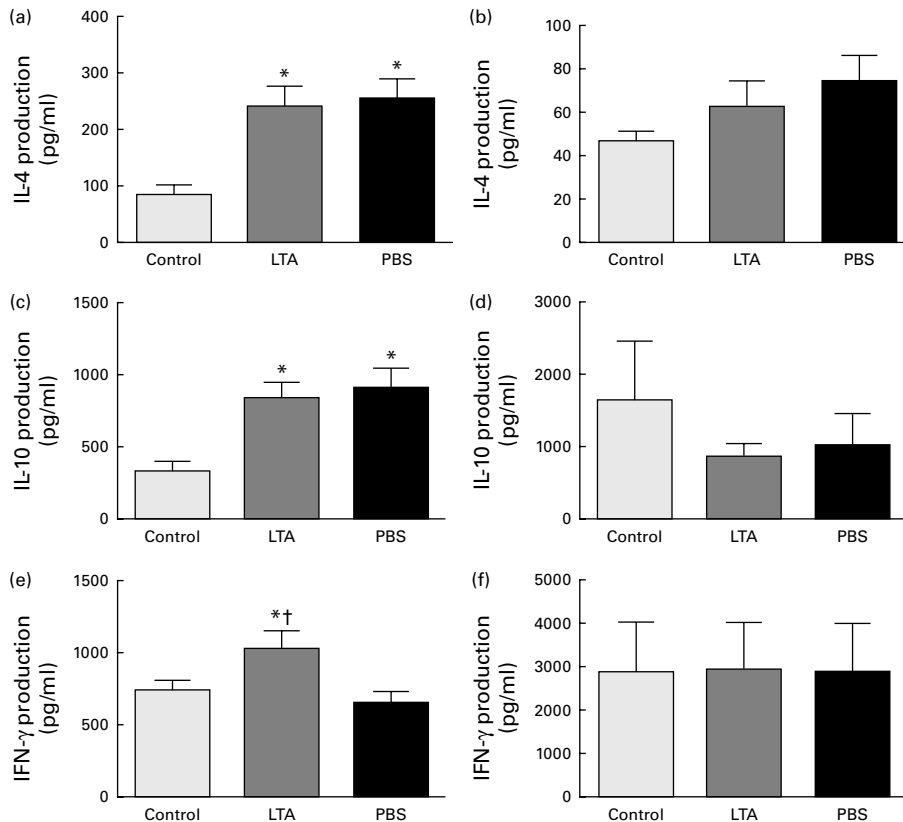 (a)
IL-4 production
(pg/ml)
400
300
200
100
0
*
*
Control
LTA
PBS
(b)
IL-4 production
(pg/ml)
100
80
60
40
20
0
Control
LTA
PBS
(c)
IL-10 production
(pg/ml)
1500
1000
500
0
*
*
Control
LTA
PBS
(d)
IL-10 production
(pg/ml)
3000
2000
1000
0
Control
LTA
PBS
(e)
IFN-γ production
(pg/ml)
1500
1000
500
0
*†
Control
LTA
PBS
(f)
IFN-γ production
(pg/ml)
5000
4000
3000
2000
1000
0
Control
LTA
PBS